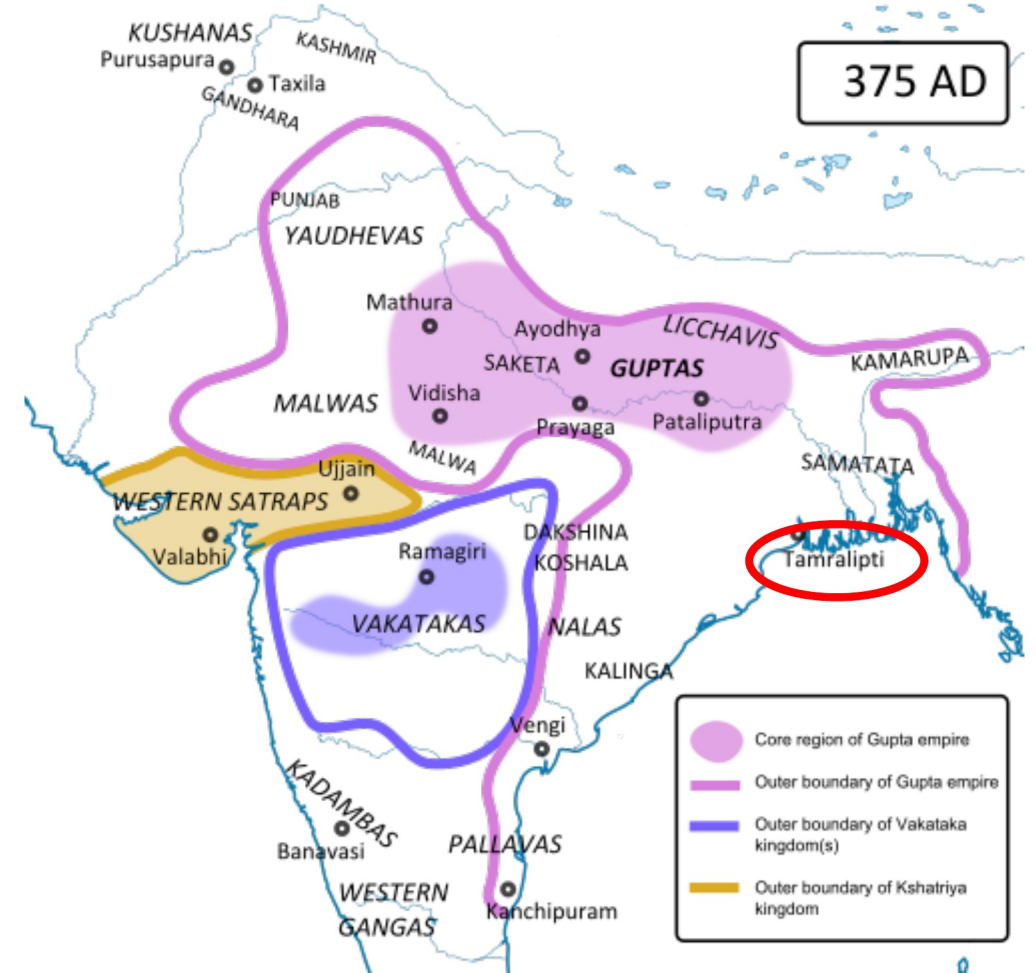 KUSHANAS
KASHMIR
Purusapura
375 AD
Taxila
GANDHARA
PUNJAB
YAUDHEVAS
Mathura
Ayodhya
LICCHAVIS
SAKETA
GUPTAS
KAMARUPA
Vidisha
MALWAS
Prayaga
Pataliputra
MALWA
SAMATATA
Ujjain
WESTERN SATRAPS
DAKSHINA
KOSHALA
Valabhi
Ramagiri
Tamralipti
VAKATAKAS
NALAS
KALINGA
Vengi
KADAMBAS
Banavasi
PALLAVAS
WESTERN
GANGAS
Kanchipuram
Core region of Gupta empire
Outer boundary of Gupta empire
Outer boundary of Vakataka
kingdom(s)
Outer boundary of Kshatriya
kingdom